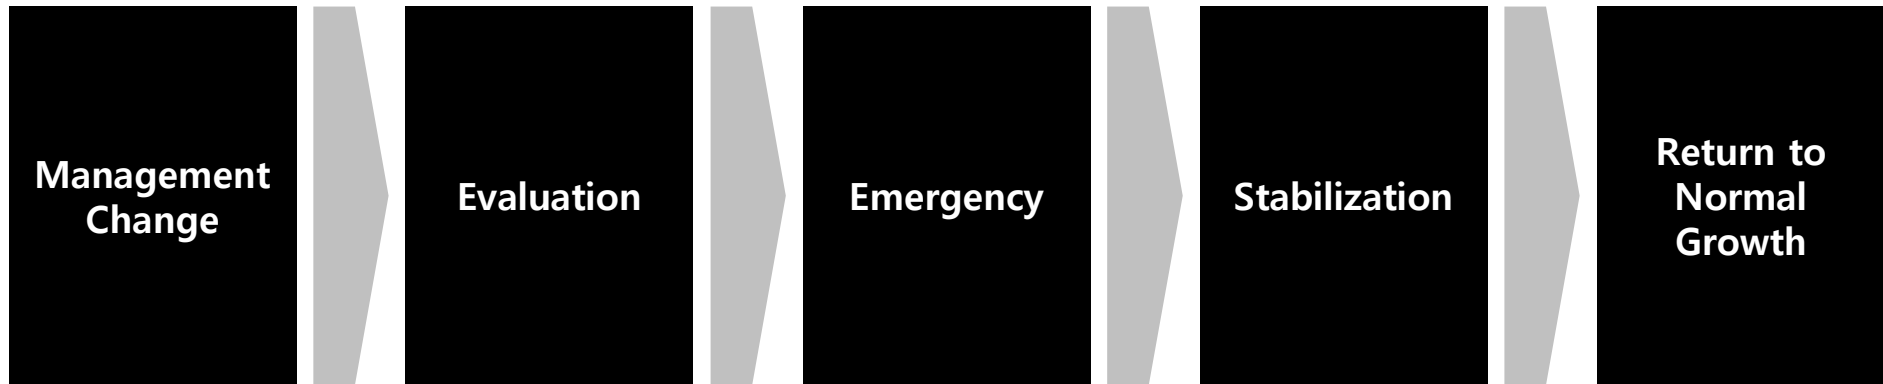 Management
Change
Evaluation
Emergency
Stabilization
Return to
Normal
Growth